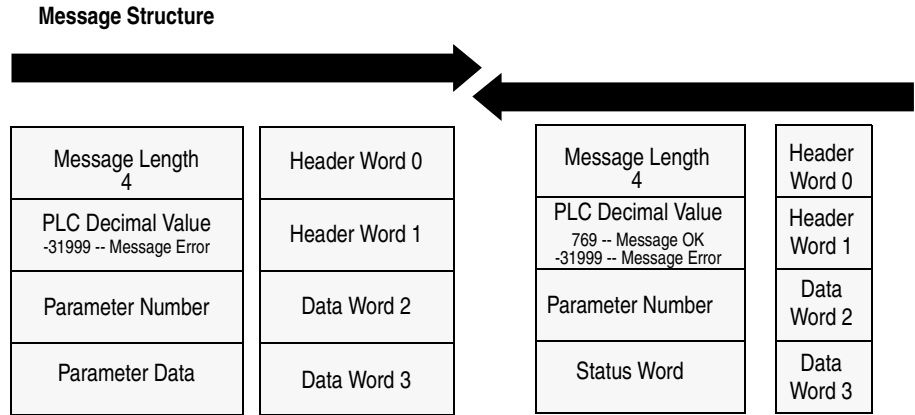 Message Structure
Message Length
4
Header Word 0
PLC Decimal Value
-31999 -- Message Error
Header Word 1
Parameter Number
Data Word 2
Parameter Data
Data Word 3
Message Length
4
Header
Word 0
PLC Decimal Value
769 -- Message OK
-31999 -- Message Error
Header
Word 1
Parameter Number
Data
Word 2
Status Word
Data
Word 3